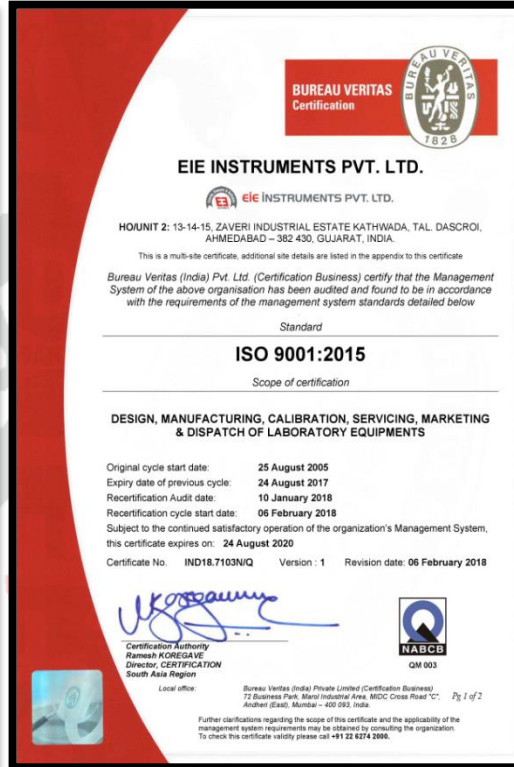 BUREAU VERITAS
Certification
BUREAU VERITAS
1828
EIE INSTRUMENTS PVT. LTD.
EIE
EiE INSTRUMENTS PVT. LTD.
HO/UNIT 2: 13-14-15, ZAVERI INDUSTRIAL ESTATE KATHWADA, TAL. DASCROI,
AHMEDABAD – 382 430, GUJARAT, INDIA.
This is a multi-site certificate, additional site details are listed in the appendix to this certificate
Bureau Veritas (India) Pvt. Ltd. (Certification Business) certify that the Management
System of the above organisation has been audited and found to be in accordance
with the requirements of the management system standards detailed below
Standard
ISO 9001:2015
Scope of certification
DESIGN, MANUFACTURING, CALIBRATION, SERVICING, MARKETING
& DISPATCH OF LABORATORY EQUIPMENTS
Original cycle start date: 25 August 2005
Expiry date of previous cycle: 24 August 2017
Recertification Audit date: 10 January 2018
Recertification cycle start date: 06 February 2018
Subject to the continued satisfactory operation of the organization's Management System,
this certificate expires on: 24 August 2020
Certificate No. IND18.7103N/Q Version : 1 Revision date: 06 February 2018
Certification Authority
Ramesh KOREGAVE
Director, CERTIFICATION
South Asia Region
NABCB
QM 003
Local office: Bureau Veritas (India) Private Limited (Certification Business)
72 Business Park, Marol Industrial Area, MIDC Cross Road "C",
Andheri (East), Mumbai – 400 093, India.
Pg 1 of 2
Further clarifications regarding the scope of this certificate and the applicability of the
management system requirements may be obtained by consulting the organization.
To check this certificate validity please call +91 22 6274 2000.